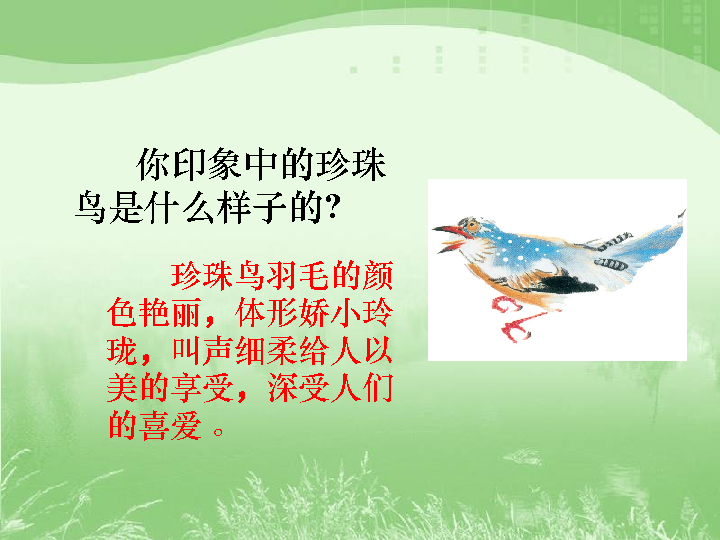 你印象中的珍珠
鸟是什么样子的?
珍珠鸟羽毛的颜
色艳丽，体形娇小玲
珑，叫声细柔给人以
美的享受，深受人们
的喜爱 。